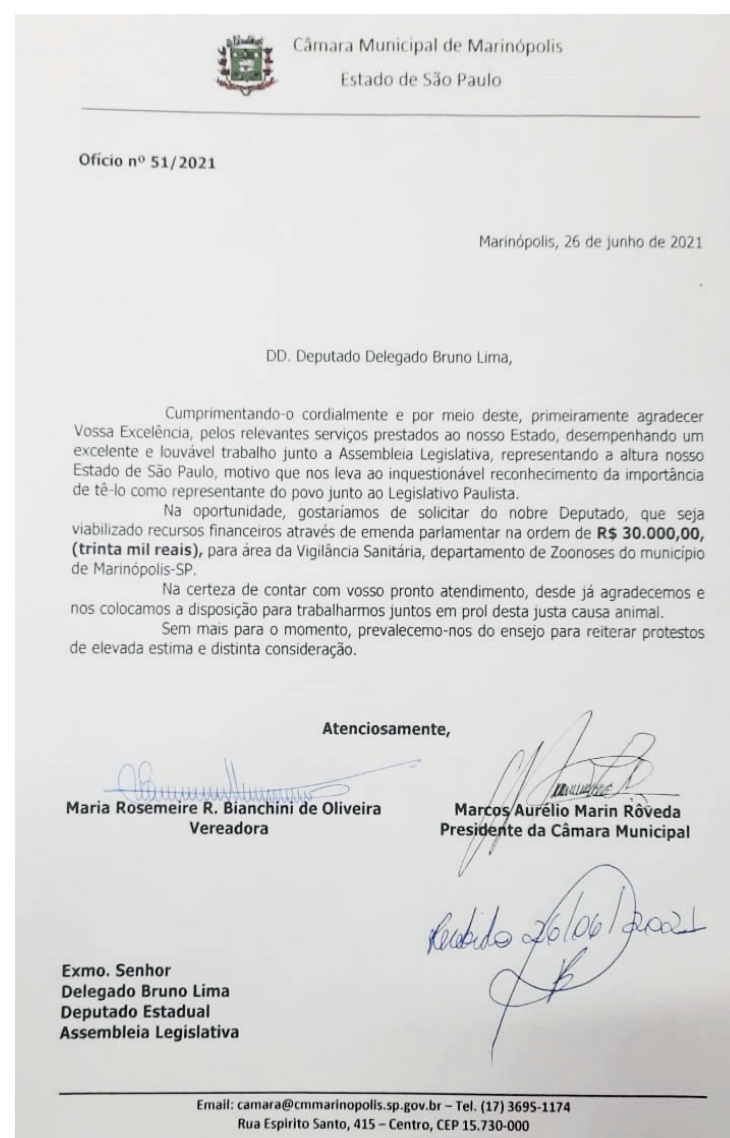 Câmara Municipal de Marinópolis
Estado de São Paulo
Ofício nº 51/2021
Marinópolis, 26 de junho de 2021
DD. Deputado Delegado Bruno Lima,
Cumprimentando-o cordialmente e por meio deste, primeiramente agradecer
Vossa Excelência, pelos relevantes serviços prestados ao nosso Estado, desempenhando um
excelente e louvável trabalho junto a Assembleia Legislativa, representando a altura nosso
Estado de São Paulo, motivo que nos leva ao inquestionável reconhecimento da importância
de tê-lo como representante do povo junto ao Legislativo Paulista.
Na oportunidade, gostaríamos de solicitar do nobre Deputado, que seja
viabilizado recursos financeiros através de emenda parlamentar na ordem de R$ 30.000,00,
(trinta mil reais), para área da Vigilância Sanitária, departamento de Zoonoses do município
de Marinópolis-SP.
Na certeza de contar com vosso pronto atendimento, desde já agradecemos e
nos colocamos a disposição para trabalharmos juntos em prol desta justa causa animal.
Sem mais para o momento, prevalecemo-nos do ensejo para reiterar protestos
de elevada estima e distinta consideração.
Atenciosamente,
Maria Rosemeire R. Bianchini de Oliveira
Vereadora
Marcos Aurélio Marin Rôveda
Presidente da Câmara Municipal
Recebido 26/06/2021
Exmo. Senhor
Delegado Bruno Lima
Deputado Estadual
Assembleia Legislativa
Email: camara@cmmarinopolis.sp.gov.br – Tel. (17) 3695-1174
Rua Espirito Santo, 415 – Centro, CEP 15.730-000